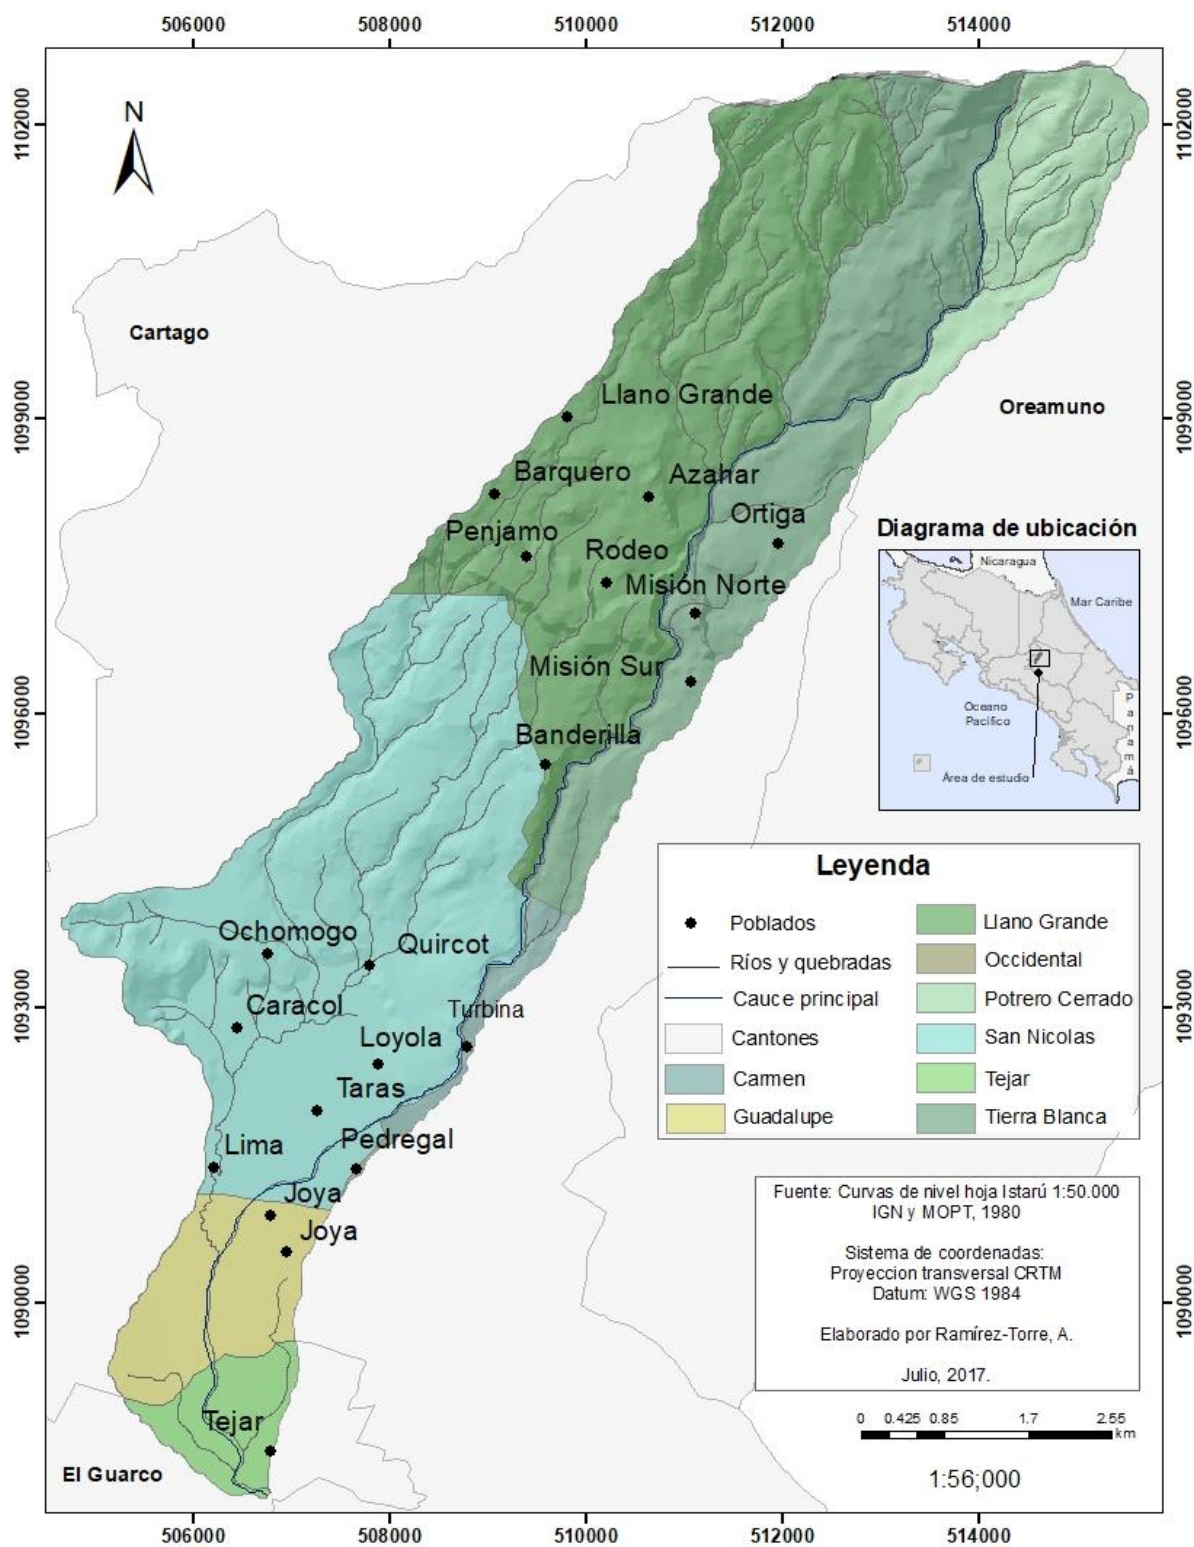 506000 508000 510000 512000 514000
N
1102000
1102000
Cartago
Llano Grande
Oreamuno
1099000
1099000
Barquero
Azahar
Ortiga
Penjamo
Rodeo
Diagrama de ubicación
Misión Norte
Nicaragua
Mar Caribe
Misión Sur
Oceano
Pacífico
Panamá
1096000
1096000
Banderilla
Área de estudio
Leyenda
Poblados
Ríos y quebradas
Cauce principal
Cantones
Carmen
Guadalupe
Llano Grande
Occidental
Potrero Cerrado
San Nicolas
Tejar
Tierra Blanca
Ochomogo
Quircot
1093000
1093000
Caracol
Turbina
Loyola
Taras
Lima
Pedregal
Joya
Joya
1090000
1090000
Fuente: Curvas de nivel hoja Istarú 1:50.000
IGN y MOPT, 1980
Sistema de coordenadas:
Proyeccion transversal CRTM
Datum: WGS 1984
Elaborado por Ramírez-Torre, A.
Julio, 2017.
Tejar
El Guarco
0 0.425 0.85 1.7 2.55
km
1:56;000
506000 508000 510000 512000 514000